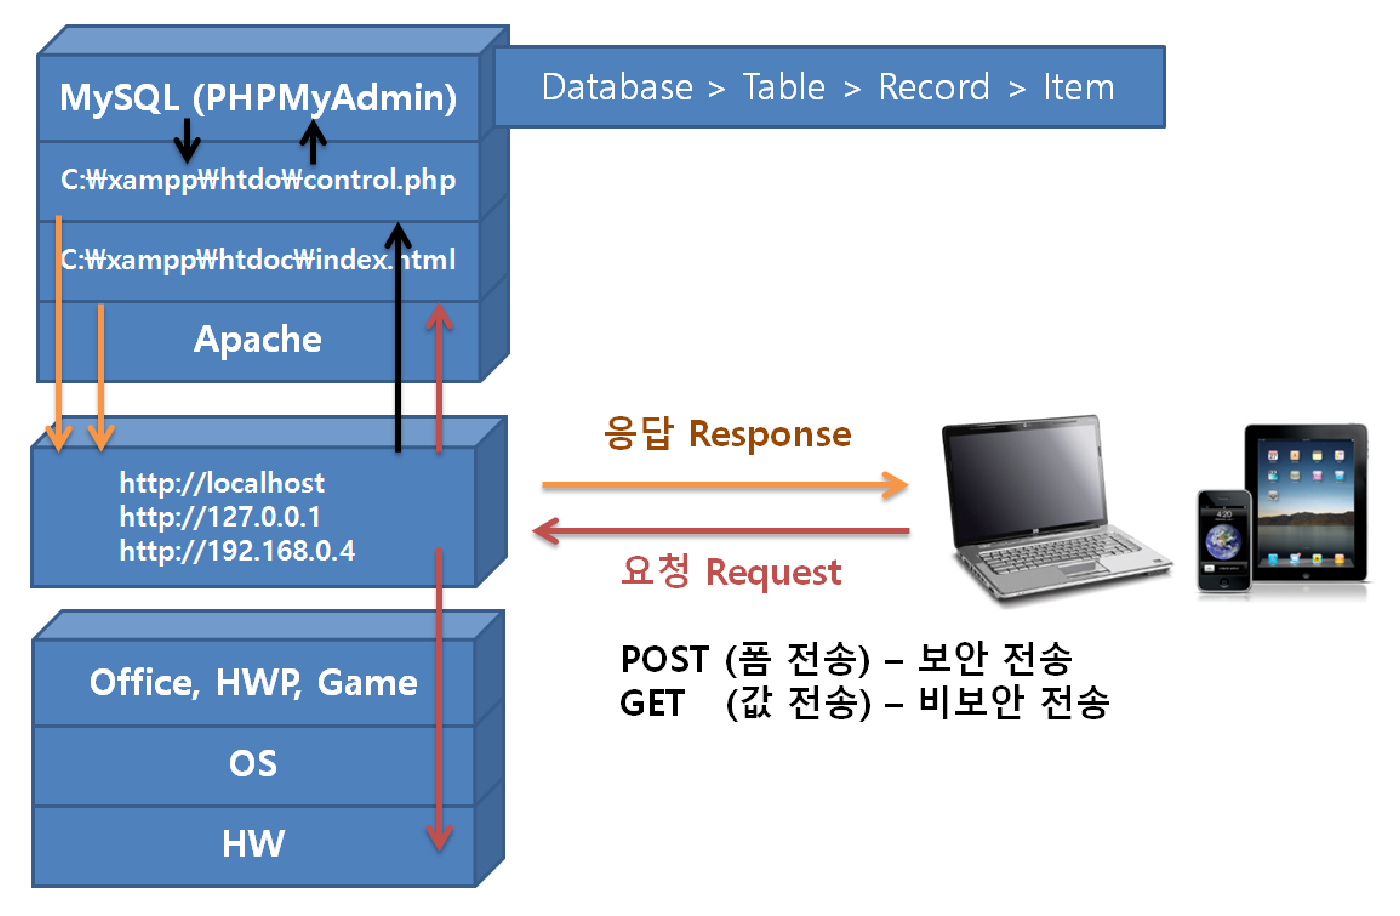 MySQL (PHPMyAdmin)
Database > Table > Record > Item
C:₩xampp₩htdo₩control.php
C:₩xampp₩htdoc₩index.html
Apache
http://localhost
http://127.0.0.1
http://192.168.0.4
응답 Response
요청 Request
POST (폼 전송) – 보안 전송
GET (값 전송) – 비보안 전송
Office, HWP, Game
OS
HW
4:20